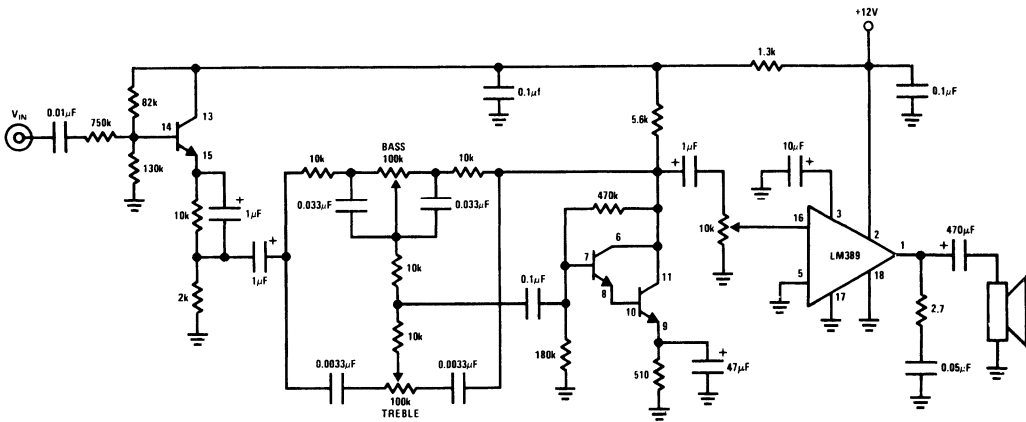 +12V
1.3k
VIN
0.01µF
750k
82k
14
13
15
130k
0.1µf
5.6k
0.1µF
10k
BASS
100k
10k
1µF
10µF
10k
1µF
0.033µF
0.033µF
470k
10k
16
3
2
1
470µF
LM389
6
7
8
10
11
9
5
17
18
2k
1µF
10k
0.1µF
10k
2.7
0.0033µF
0.0033µF
180k
510
47µF
0.05µF
100k
TREBLE